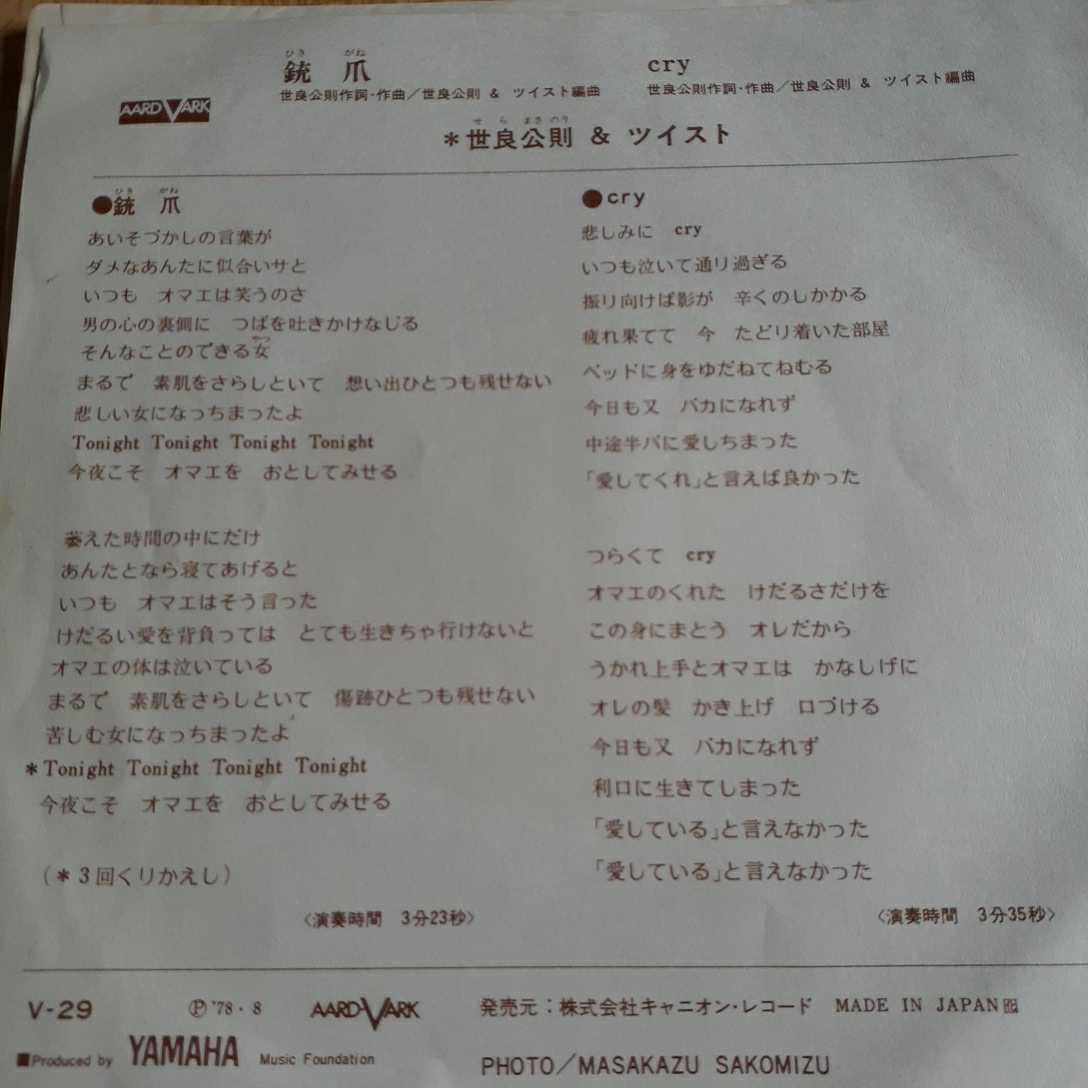 ひき がね
銃 爪
世良公則作詞・作曲／世良公則 & ツイスト編曲
cry
世良公則作詞・作曲／世良公則 & ツイスト編曲
AARDVARK
せ ら まさ のり
＊世良公則 & ツイスト
ひき がね
●銃 爪
あいそづかしの言葉が
ダメなあんたに似合いサと
いつも オマエは笑うのさ
男の心の裏側に つばを吐きかけなじる
そんなことのできる女
まるで 素肌をさらしといて 想い出ひとつも残せない
悲しい女になっちまったよ
Tonight Tonight Tonight Tonight
今夜こそ オマエを おとしてみせる
萎えた時間の中にだけ
あんたとなら寝てあげると
いつも オマエはそう言った
けだるい愛を背負っては とても生きちゃ行けないと
オマエの体は泣いている
まるで 素肌をさらしといて 傷跡ひとつも残せない
苦しむ女になっちまったよ
＊Tonight Tonight Tonight Tonight
今夜こそ オマエを おとしてみせる
(＊3回くりかえし)
〈演奏時間 3分23秒〉
●cry
悲しみに cry
いつも泣いて通り過ぎる
振り向けば影が 辛くのしかかる
疲れ果てて 今 たどり着いた部屋
ベッドに身をゆだねてねむる
今日も又 バカになれず
中途半パに愛しちまった
「愛してくれ」と言えば良かった
つらくて cry
オマエのくれた けだるさだけを
この身にまとう オレだから
うかれ上手とオマエは かなしげに
オレの髪 かき上げ 口づける
今日も又 バカになれず
利口に生きてしまった
「愛している」と言えなかった
「愛している」と言えなかった
〈演奏時間 3分35秒〉
V-29 Ⓟ'78・8 AARDVARK 発売元：株式会社キャニオン・レコード MADE IN JAPAN
■Produced by YAMAHA Music Foundation
PHOTO／MASAKAZU SAKOMIZU